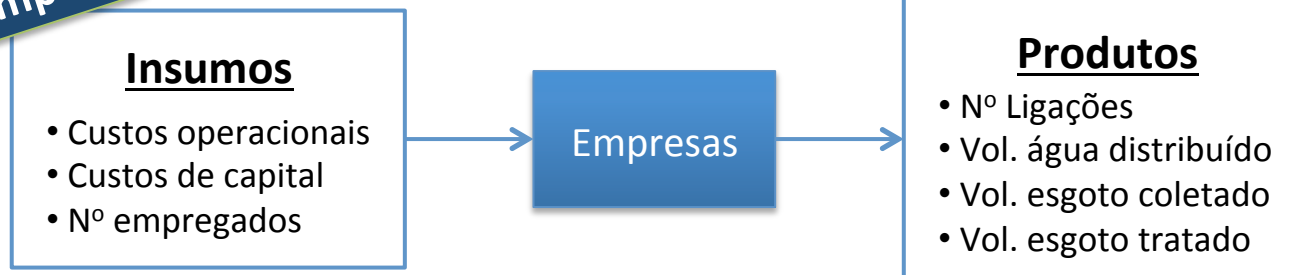 Insumos
• Custos operacionais
• Custos de capital
• Nº empregados
Empresas
Produtos
• Nº Ligações
• Vol. água distribuído
• Vol. esgoto coletado
• Vol. esgoto tratado